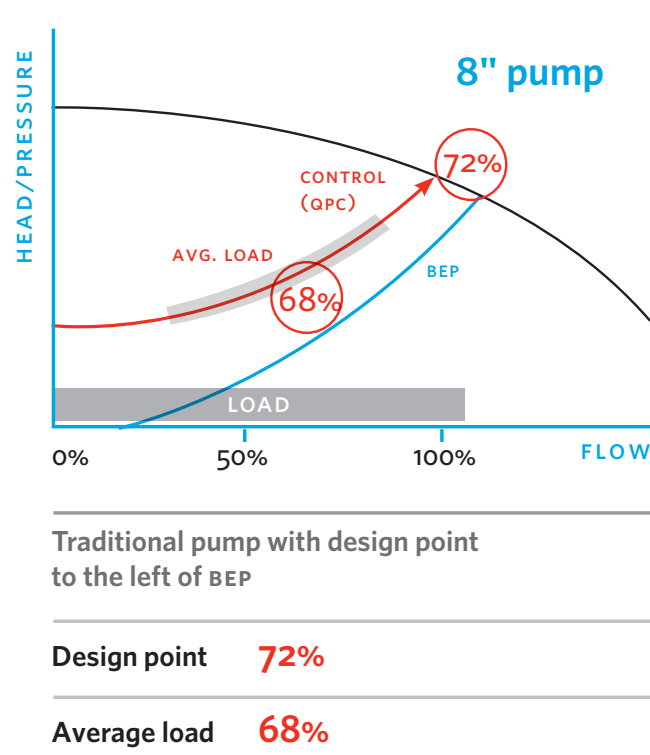 HEAD/PRESSURE
8" pump
72%
CONTROL
(QPC)
AVG. LOAD
BEP
68%
LOAD
0%
50%
100%
FLOW
Traditional pump with design point
to the left of BEP
Design point 72%
Average load 68%